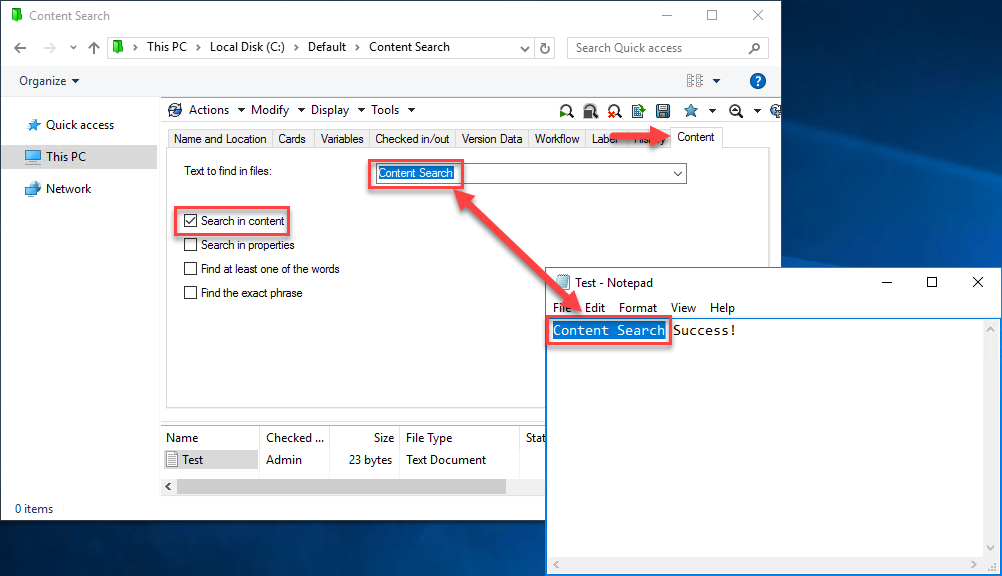 Content Search
This PC > Local Disk (C:) > Default > Content Search
Search Quick access
Organize
Quick access
This PC
Network
Actions Modify Display Tools
Name and Location Cards Variables Checked in/out Version Data Workflow Label History Content
Text to find in files: Content Search
Search in content
Search in properties
Find at least one of the words
Find the exact phrase
Name Checked ... Size File Type Stat
Test Admin 23 bytes Text Document
0 items
Test - Notepad
File Edit Format View Help
Content Search Success!